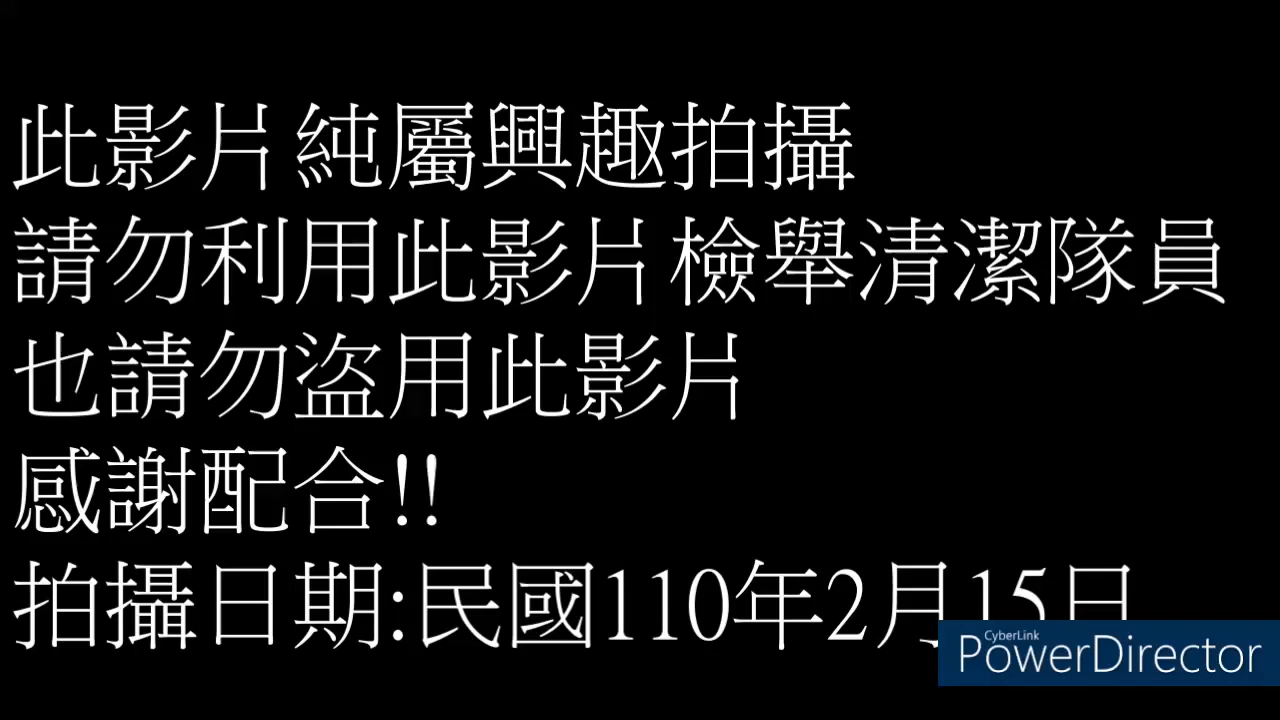 此影片純屬興趣拍攝
請勿利用此影片檢舉清潔隊員
也請勿盜用此影片
感謝配合!!
拍攝日期:民國110年2月15日
CyberLink
PowerDirector